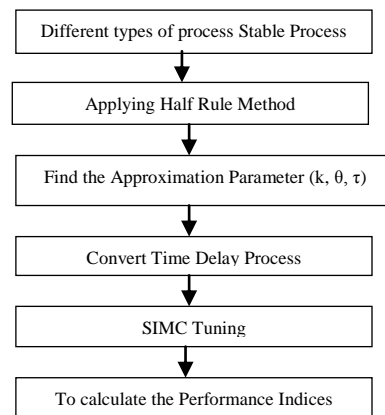 Different types of process Stable Process
Applying Half Rule Method
Find the Approximation Parameter (k, θ, τ)
Convert Time Delay Process
SIMC Tuning
To calculate the Performance Indices